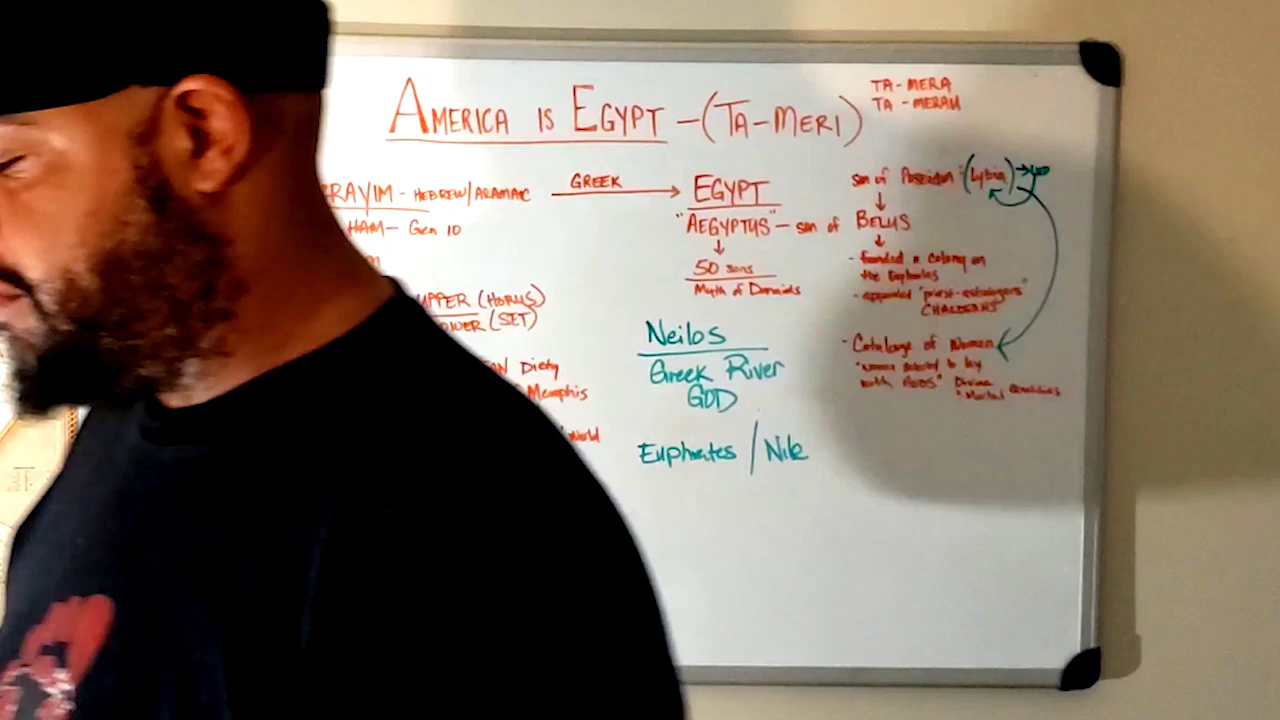 AMERICA IS EGYPT - (TA-MERI)
TA - MERA
TA - MERAU
RAYIM - HEBREW/ARAMAIC
GREEK
HAM - Gen 10
UPPER (HORUS)
(SET)
Diety
Memphis
world
EGYPT
"AEGYPTUS" - son of
50 sons
Myth of Danaids
Neilos
Greek River
GOD
Euphrates / Nile
son of Poseidon (Lybia)
BELUS
- founded a colony on
the Euphrates
- appointed "priest-astrologers"
CHALDEANS
- Catalogue of Women
"women selected to lay
with GODS" Divine
& Mortal Genealogies